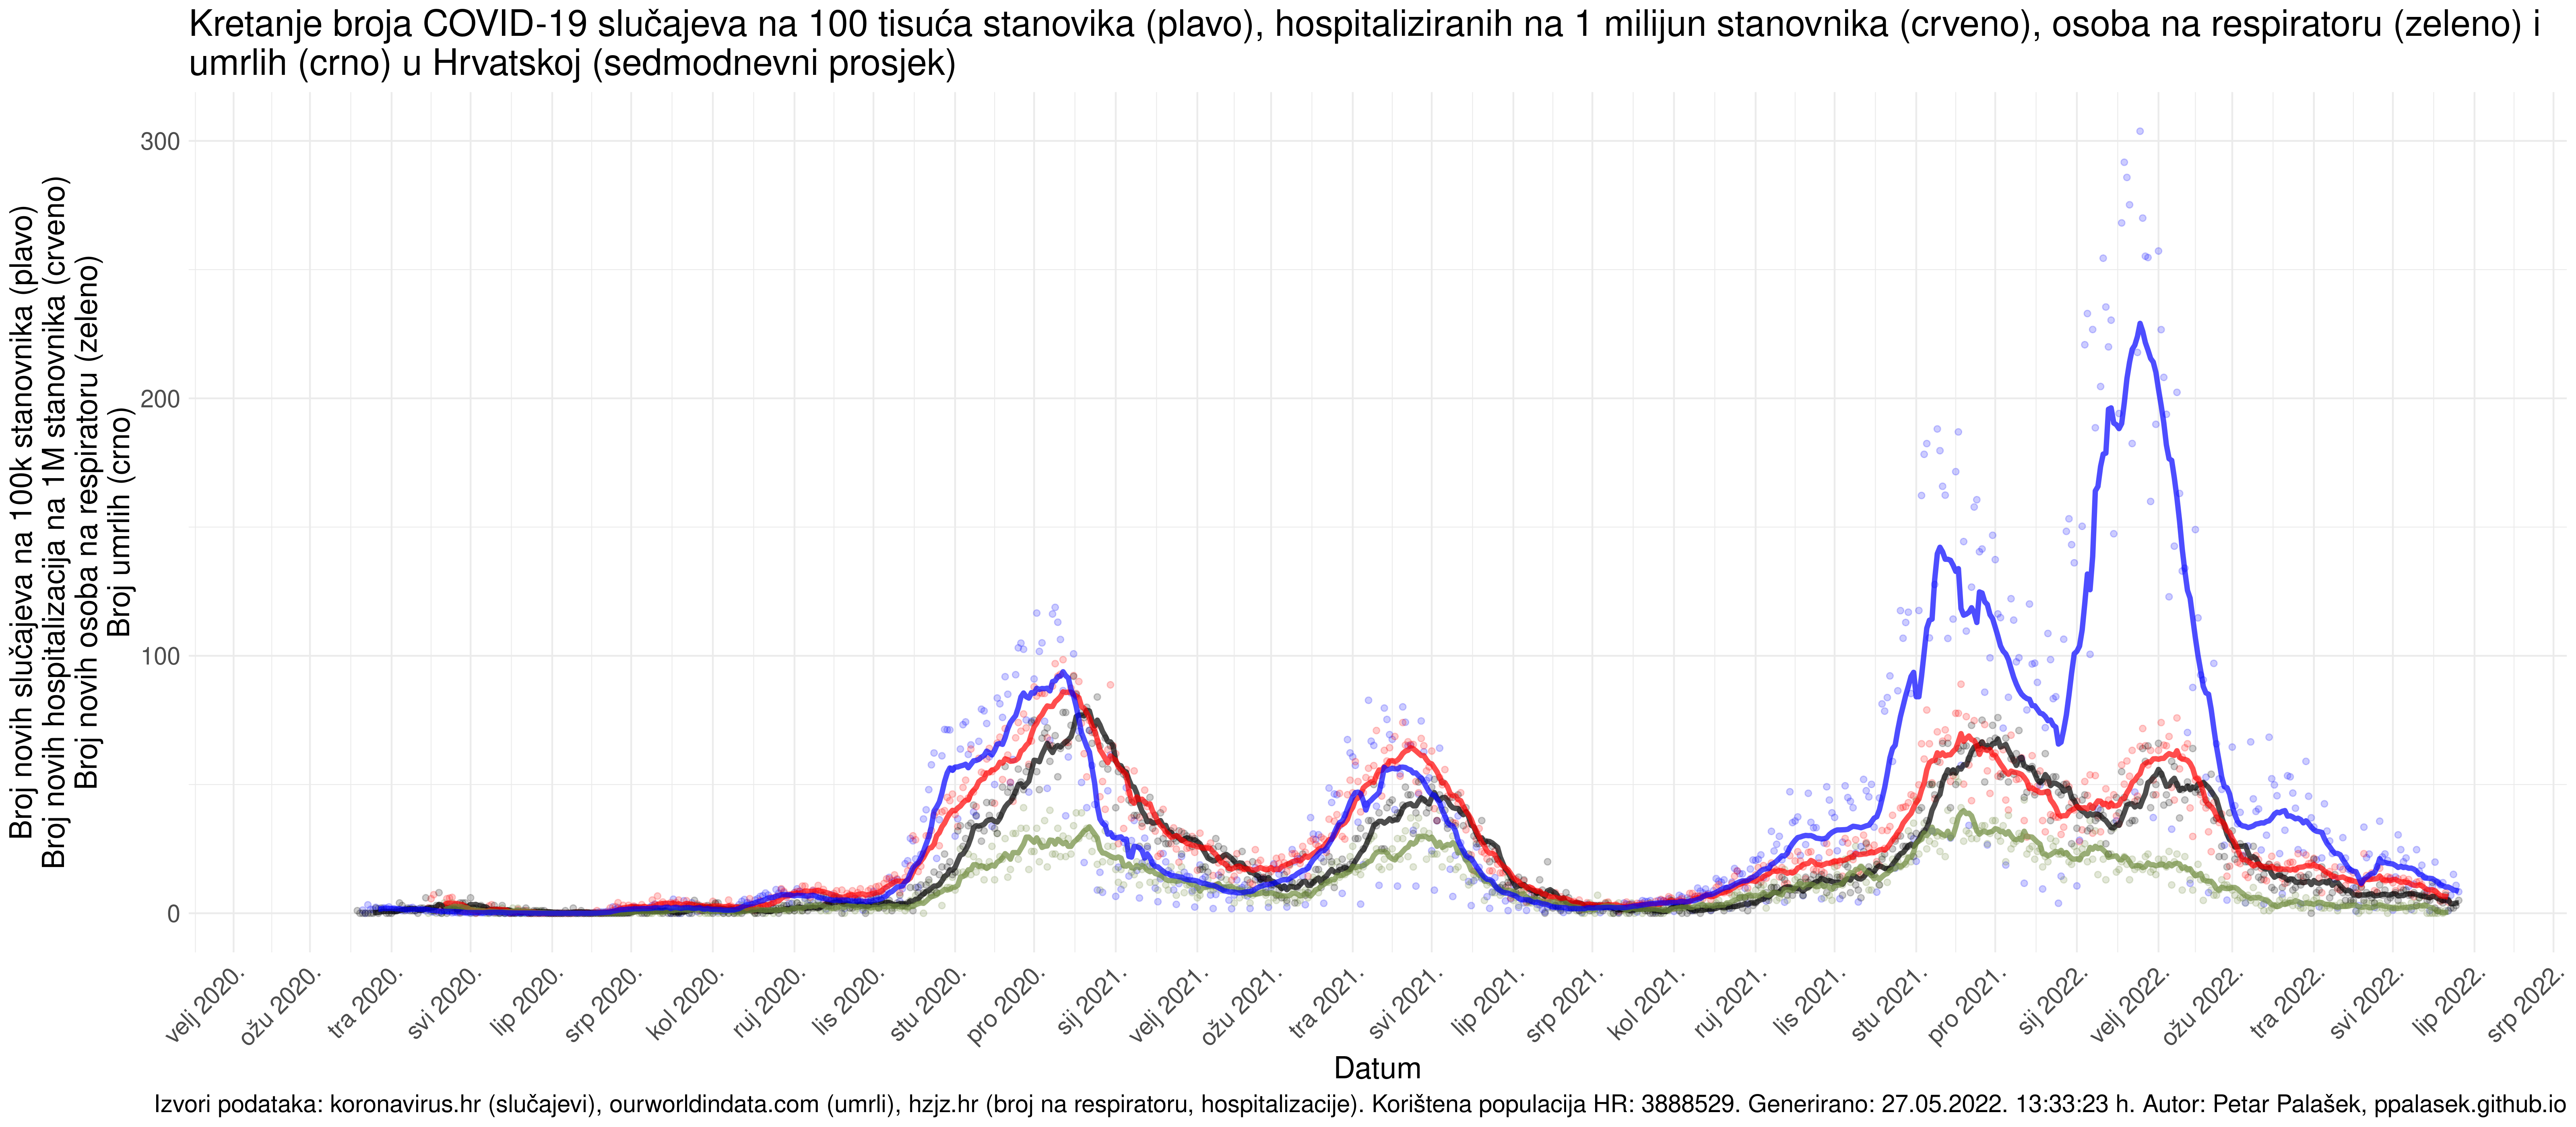 Kretanje broja COVID-19 slučajeva na 100 tisuća stanovika (plavo), hospitaliziranih na 1 milijun stanovnika (crveno), osoba na respiratoru (zeleno) i
umrlih (crno) u Hrvatskoj (sedmodnevni prosjek)
Broj novih slučajeva na 100k stanovnika (plavo)
Broj novih hospitalizacija na 1M stanovnika (crveno)
Broj novih osoba na respiratoru (zeleno)
Broj umrlih (crno)
300
200
100
0
velj 2020.
ožu 2020.
tra 2020.
svi 2020.
lip 2020.
srp 2020.
kol 2020.
ruj 2020.
lis 2020.
stu 2020.
pro 2020.
sij 2021.
velj 2021.
ožu 2021.
tra 2021.
svi 2021.
lip 2021.
srp 2021.
kol 2021.
ruj 2021.
lis 2021.
stu 2021.
pro 2021.
sij 2022.
velj 2022.
ožu 2022.
tra 2022.
svi 2022.
lip 2022.
srp 2022.
Datum
Izvori podataka: koronavirus.hr (slučajevi), ourworldindata.com (umrli), hzjz.hr (broj na respiratoru, hospitalizacije). Korištena populacija HR: 3888529. Generirano: 27.05.2022. 13:33:23 h. Autor: Petar Palašek, ppalasek.github.io